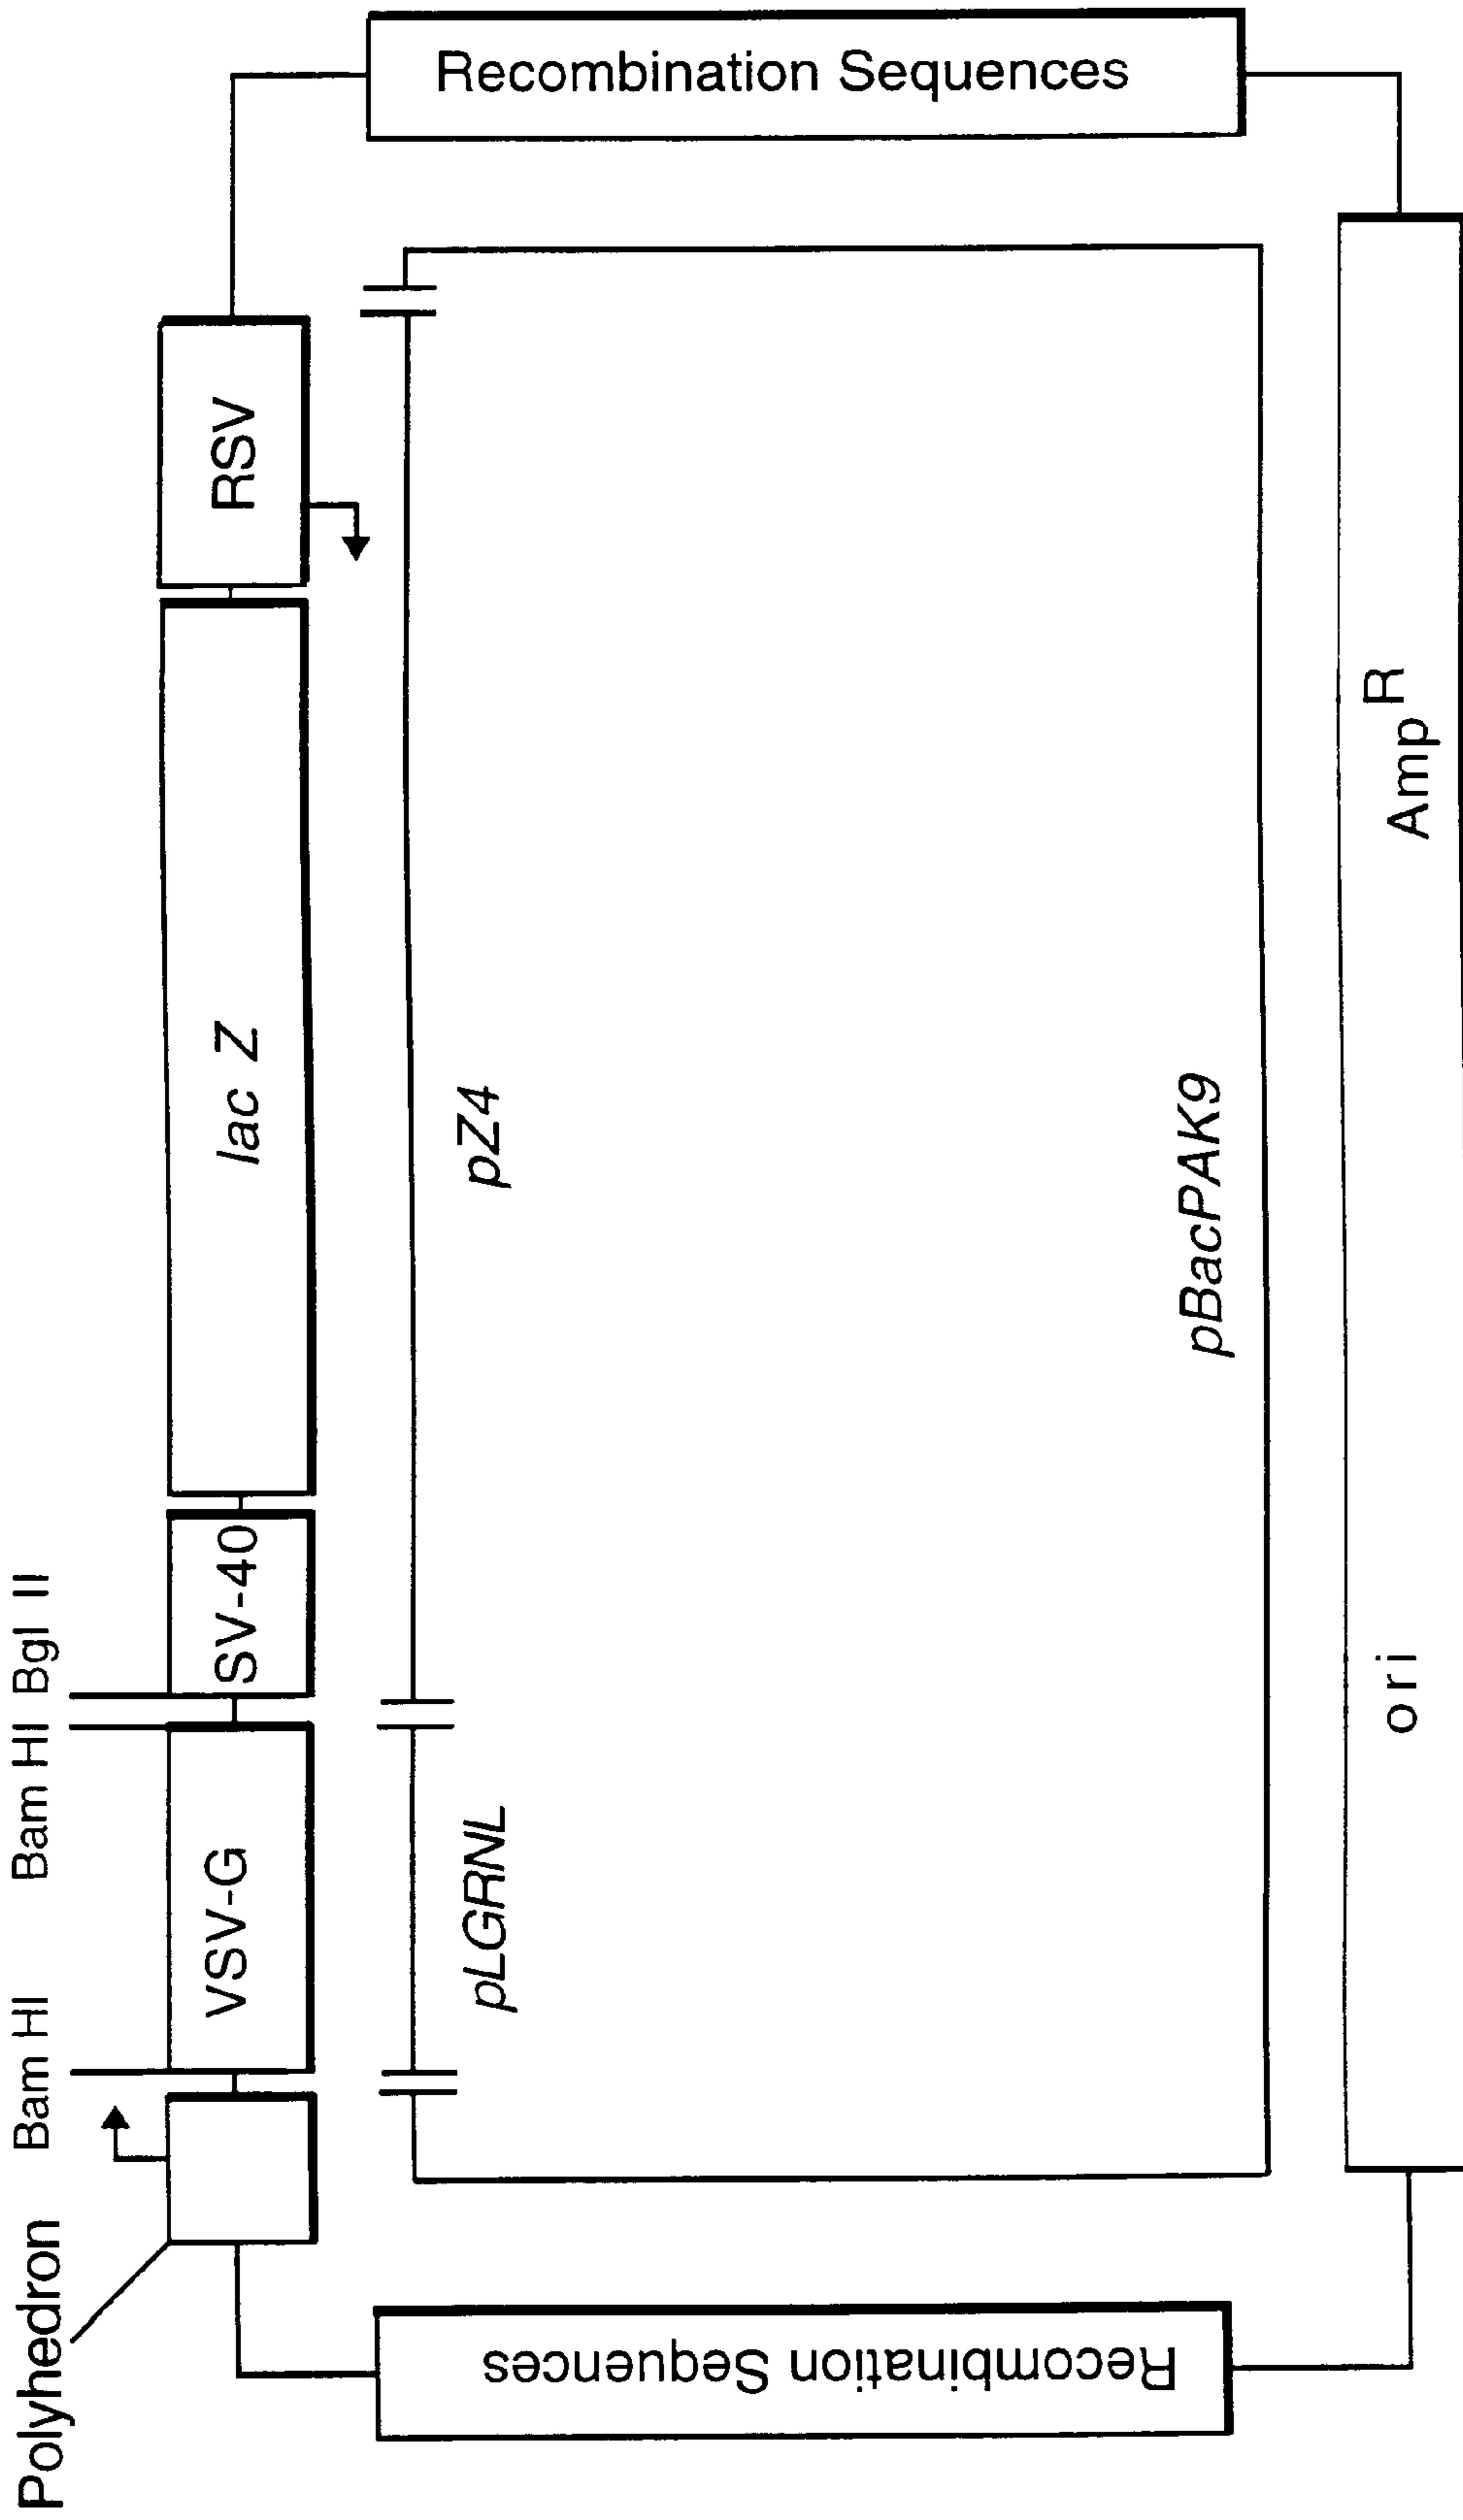 Polyhedron
Bam HI
Bam HI
Bgl II
VSV-G
SV-40
lac Z
RSV
pLGRNL
pZ4
Recombination Sequences
Recombination Sequences
pBacPAK9
ori
Amp^R